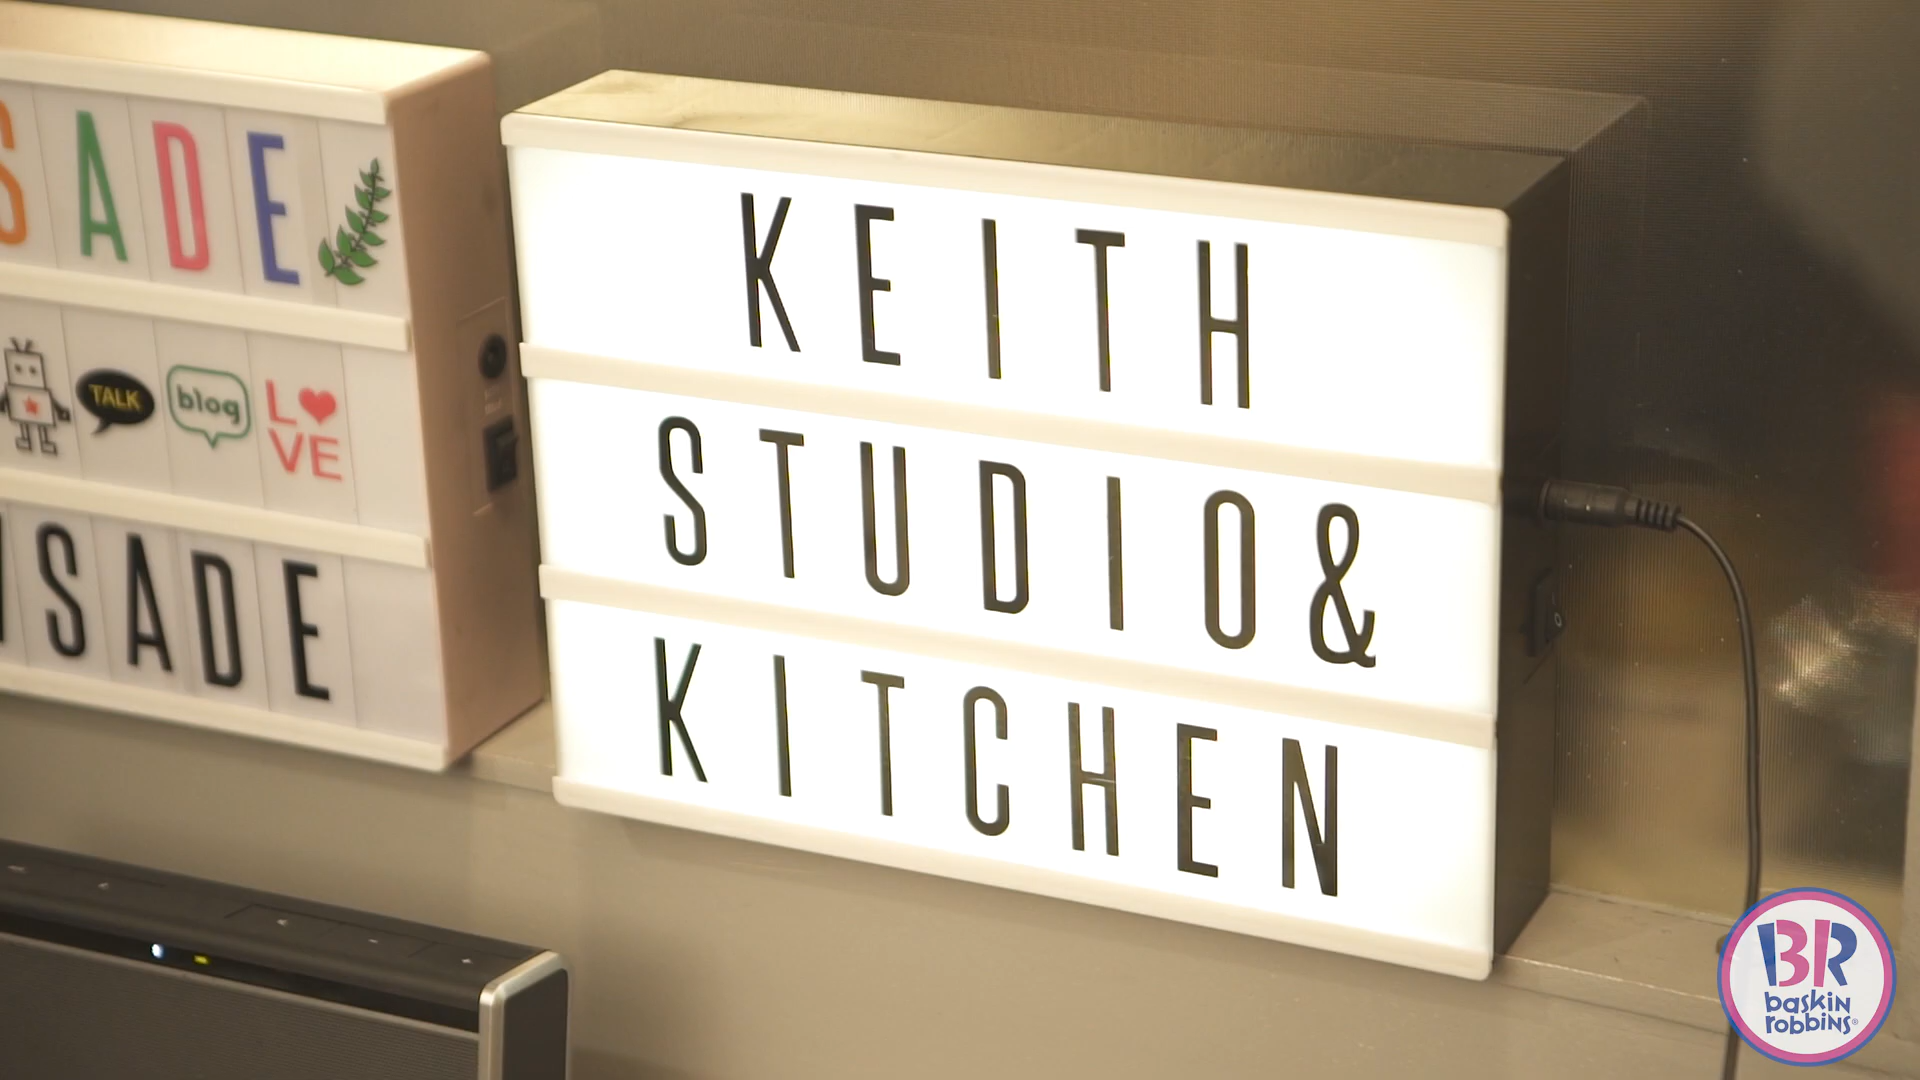 SADE
TALK
blog
LOVE
SADE
KEITH
STUDIO&
KITCHEN
BR
baskin
robbins®